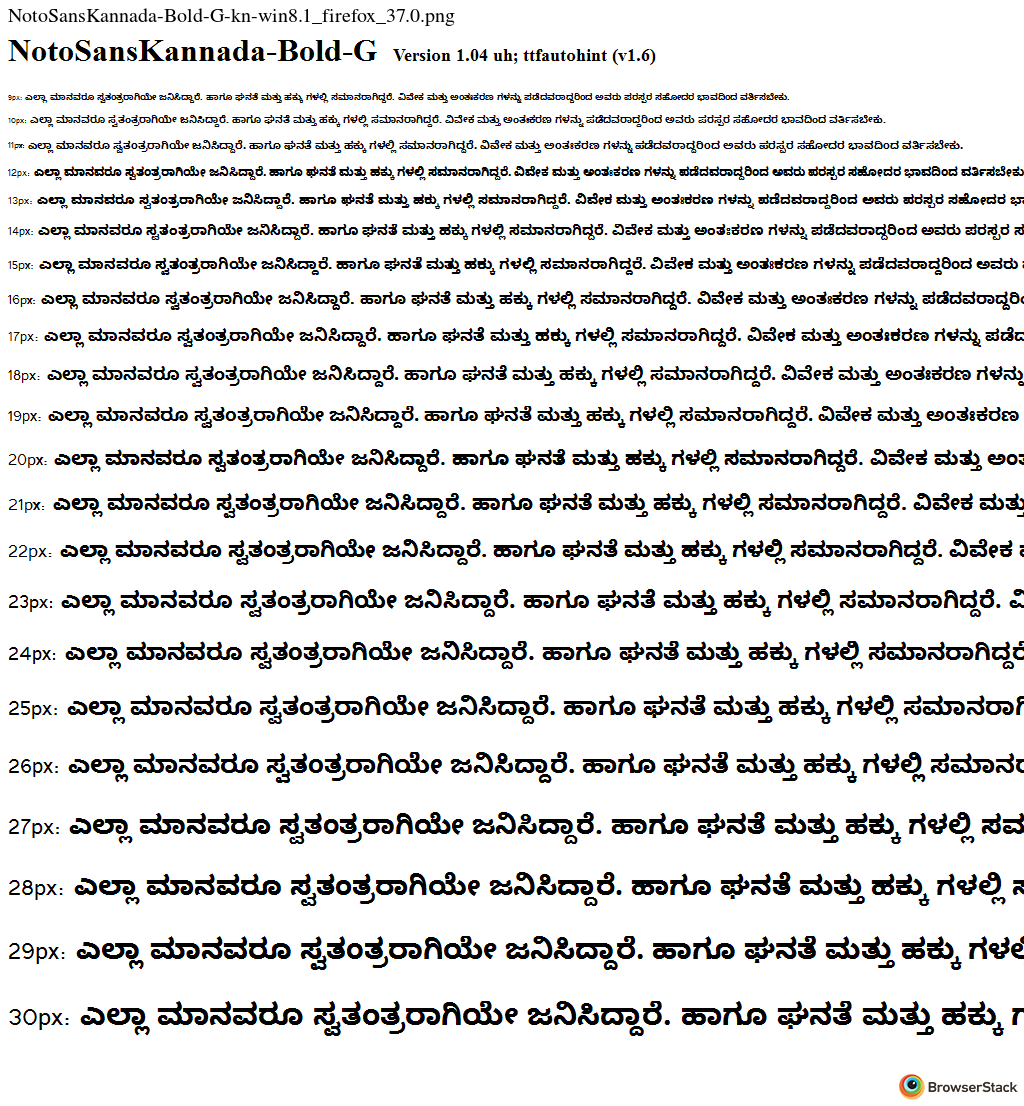 NotoSansKannada-Bold-G-kn-win8.1_firefox_37.0.png
NotoSansKannada-Bold-G Version 1.04 uh; ttfautohint (v1.6)
9px: ಎಲ್ಲಾ ಮಾನವರೂ ಸ್ವತಂತ್ರರಾಗಿಯೇ ಜನಿಸಿದ್ದಾರೆ. ಹಾಗೂ ಘನತೆ ಮತ್ತು ಹಕ್ಕು ಗಳಲ್ಲಿ ಸಮಾನರಾಗಿದ್ದರೆ. ವಿವೇಕ ಮತ್ತು ಅಂತಃಕರಣ ಗಳನ್ನು ಪಡೆದವರಾದ್ದರಿಂದ ಅವರು ಪರಸ್ಪರ ಸಹೋದರ ಭಾವದಿಂದ ವರ್ತಿಸಬೇಕು.
10px: ಎಲ್ಲಾ ಮಾನವರೂ ಸ್ವತಂತ್ರರಾಗಿಯೇ ಜನಿಸಿದ್ದಾರೆ. ಹಾಗೂ ಘನತೆ ಮತ್ತು ಹಕ್ಕು ಗಳಲ್ಲಿ ಸಮಾನರಾಗಿದ್ದರೆ. ವಿವೇಕ ಮತ್ತು ಅಂತಃಕರಣ ಗಳನ್ನು ಪಡೆದವರಾದ್ದರಿಂದ ಅವರು ಪರಸ್ಪರ ಸಹೋದರ ಭಾವದಿಂದ ವರ್ತಿಸಬೇಕು.
11px: ಎಲ್ಲಾ ಮಾನವರೂ ಸ್ವತಂತ್ರರಾಗಿಯೇ ಜನಿಸಿದ್ದಾರೆ. ಹಾಗೂ ಘನತೆ ಮತ್ತು ಹಕ್ಕು ಗಳಲ್ಲಿ ಸಮಾನರಾಗಿದ್ದರೆ. ವಿವೇಕ ಮತ್ತು ಅಂತಃಕರಣ ಗಳನ್ನು ಪಡೆದವರಾದ್ದರಿಂದ ಅವರು ಪರಸ್ಪರ ಸಹೋದರ ಭಾವದಿಂದ ವರ್ತಿಸಬೇಕು.
12px: ಎಲ್ಲಾ ಮಾನವರೂ ಸ್ವತಂತ್ರರಾಗಿಯೇ ಜನಿಸಿದ್ದಾರೆ. ಹಾಗೂ ಘನತೆ ಮತ್ತು ಹಕ್ಕು ಗಳಲ್ಲಿ ಸಮಾನರಾಗಿದ್ದರೆ. ವಿವೇಕ ಮತ್ತು ಅಂತಃಕರಣ ಗಳನ್ನು ಪಡೆದವರಾದ್ದರಿಂದ ಅವರು ಪರಸ್ಪರ ಸಹೋದರ ಭಾವದಿಂದ ವರ್ತಿಸಬೇಕು
13px: ಎಲ್ಲಾ ಮಾನವರೂ ಸ್ವತಂತ್ರರಾಗಿಯೇ ಜನಿಸಿದ್ದಾರೆ. ಹಾಗೂ ಘನತೆ ಮತ್ತು ಹಕ್ಕು ಗಳಲ್ಲಿ ಸಮಾನರಾಗಿದ್ದರೆ. ವಿವೇಕ ಮತ್ತು ಅಂತಃಕರಣ ಗಳನ್ನು ಪಡೆದವರಾದ್ದರಿಂದ ಅವರು ಪರಸ್ಪರ ಸಹೋದರ ಭಾ
14px: ಎಲ್ಲಾ ಮಾನವರೂ ಸ್ವತಂತ್ರರಾಗಿಯೇ ಜನಿಸಿದ್ದಾರೆ. ಹಾಗೂ ಘನತೆ ಮತ್ತು ಹಕ್ಕು ಗಳಲ್ಲಿ ಸಮಾನರಾಗಿದ್ದರೆ. ವಿವೇಕ ಮತ್ತು ಅಂತಃಕರಣ ಗಳನ್ನು ಪಡೆದವರಾದ್ದರಿಂದ ಅವರು ಪರಸ್ಪರ ಸ
15px: ಎಲ್ಲಾ ಮಾನವರೂ ಸ್ವತಂತ್ರರಾಗಿಯೇ ಜನಿಸಿದ್ದಾರೆ. ಹಾಗೂ ಘನತೆ ಮತ್ತು ಹಕ್ಕು ಗಳಲ್ಲಿ ಸಮಾನರಾಗಿದ್ದರೆ. ವಿವೇಕ ಮತ್ತು ಅಂತಃಕರಣ ಗಳನ್ನು ಪಡೆದವರಾದ್ದರಿಂದ ಅವರು
16px: ಎಲ್ಲಾ ಮಾನವರೂ ಸ್ವತಂತ್ರರಾಗಿಯೇ ಜನಿಸಿದ್ದಾರೆ. ಹಾಗೂ ಘನತೆ ಮತ್ತು ಹಕ್ಕು ಗಳಲ್ಲಿ ಸಮಾನರಾಗಿದ್ದರೆ. ವಿವೇಕ ಮತ್ತು ಅಂತಃಕರಣ ಗಳನ್ನು ಪಡೆದವರಾದ್ದರಿಂ
17px: ಎಲ್ಲಾ ಮಾನವರೂ ಸ್ವತಂತ್ರರಾಗಿಯೇ ಜನಿಸಿದ್ದಾರೆ. ಹಾಗೂ ಘನತೆ ಮತ್ತು ಹಕ್ಕು ಗಳಲ್ಲಿ ಸಮಾನರಾಗಿದ್ದರೆ. ವಿವೇಕ ಮತ್ತು ಅಂತಃಕರಣ ಗಳನ್ನು ಪಡೆದ
18px: ಎಲ್ಲಾ ಮಾನವರೂ ಸ್ವತಂತ್ರರಾಗಿಯೇ ಜನಿಸಿದ್ದಾರೆ. ಹಾಗೂ ಘನತೆ ಮತ್ತು ಹಕ್ಕು ಗಳಲ್ಲಿ ಸಮಾನರಾಗಿದ್ದರೆ. ವಿವೇಕ ಮತ್ತು ಅಂತಃಕರಣ ಗಳನ್ನು
19px: ಎಲ್ಲಾ ಮಾನವರೂ ಸ್ವತಂತ್ರರಾಗಿಯೇ ಜನಿಸಿದ್ದಾರೆ. ಹಾಗೂ ಘನತೆ ಮತ್ತು ಹಕ್ಕು ಗಳಲ್ಲಿ ಸಮಾನರಾಗಿದ್ದರೆ. ವಿವೇಕ ಮತ್ತು ಅಂತಃಕರಣ
20px: ಎಲ್ಲಾ ಮಾನವರೂ ಸ್ವತಂತ್ರರಾಗಿಯೇ ಜನಿಸಿದ್ದಾರೆ. ಹಾಗೂ ಘನತೆ ಮತ್ತು ಹಕ್ಕು ಗಳಲ್ಲಿ ಸಮಾನರಾಗಿದ್ದರೆ. ವಿವೇಕ ಮತ್ತು ಅಂ
21px: ಎಲ್ಲಾ ಮಾನವರೂ ಸ್ವತಂತ್ರರಾಗಿಯೇ ಜನಿಸಿದ್ದಾರೆ. ಹಾಗೂ ಘನತೆ ಮತ್ತು ಹಕ್ಕು ಗಳಲ್ಲಿ ಸಮಾನರಾಗಿದ್ದರೆ. ವಿವೇಕ ಮತ್ತು
22px: ಎಲ್ಲಾ ಮಾನವರೂ ಸ್ವತಂತ್ರರಾಗಿಯೇ ಜನಿಸಿದ್ದಾರೆ. ಹಾಗೂ ಘನತೆ ಮತ್ತು ಹಕ್ಕು ಗಳಲ್ಲಿ ಸಮಾನರಾಗಿದ್ದರೆ. ವಿವೇಕ
23px: ಎಲ್ಲಾ ಮಾನವರೂ ಸ್ವತಂತ್ರರಾಗಿಯೇ ಜನಿಸಿದ್ದಾರೆ. ಹಾಗೂ ಘನತೆ ಮತ್ತು ಹಕ್ಕು ಗಳಲ್ಲಿ ಸಮಾನರಾಗಿದ್ದರೆ. ವಿ
24px: ಎಲ್ಲಾ ಮಾನವರೂ ಸ್ವತಂತ್ರರಾಗಿಯೇ ಜನಿಸಿದ್ದಾರೆ. ಹಾಗೂ ಘನತೆ ಮತ್ತು ಹಕ್ಕು ಗಳಲ್ಲಿ ಸಮಾನರಾಗಿದ್ದರೆ
25px: ಎಲ್ಲಾ ಮಾನವರೂ ಸ್ವತಂತ್ರರಾಗಿಯೇ ಜನಿಸಿದ್ದಾರೆ. ಹಾಗೂ ಘನತೆ ಮತ್ತು ಹಕ್ಕು ಗಳಲ್ಲಿ ಸಮಾನರಾಗಿ
26px: ಎಲ್ಲಾ ಮಾನವರೂ ಸ್ವತಂತ್ರರಾಗಿಯೇ ಜನಿಸಿದ್ದಾರೆ. ಹಾಗೂ ಘನತೆ ಮತ್ತು ಹಕ್ಕು ಗಳಲ್ಲಿ ಸಮಾನರ
27px: ಎಲ್ಲಾ ಮಾನವರೂ ಸ್ವತಂತ್ರರಾಗಿಯೇ ಜನಿಸಿದ್ದಾರೆ. ಹಾಗೂ ಘನತೆ ಮತ್ತು ಹಕ್ಕು ಗಳಲ್ಲಿ ಸಮ
28px: ಎಲ್ಲಾ ಮಾನವರೂ ಸ್ವತಂತ್ರರಾಗಿಯೇ ಜನಿಸಿದ್ದಾರೆ. ಹಾಗೂ ಘನತೆ ಮತ್ತು ಹಕ್ಕು ಗಳಲ್ಲಿ ಸ
29px: ಎಲ್ಲಾ ಮಾನವರೂ ಸ್ವತಂತ್ರರಾಗಿಯೇ ಜನಿಸಿದ್ದಾರೆ. ಹಾಗೂ ಘನತೆ ಮತ್ತು ಹಕ್ಕು ಗಳಲಿ
30px: ಎಲ್ಲಾ ಮಾನವರೂ ಸ್ವತಂತ್ರರಾಗಿಯೇ ಜನಿಸಿದ್ದಾರೆ. ಹಾಗೂ ಘನತೆ ಮತ್ತು ಹಕ್ಕು ಗ
BrowserStack